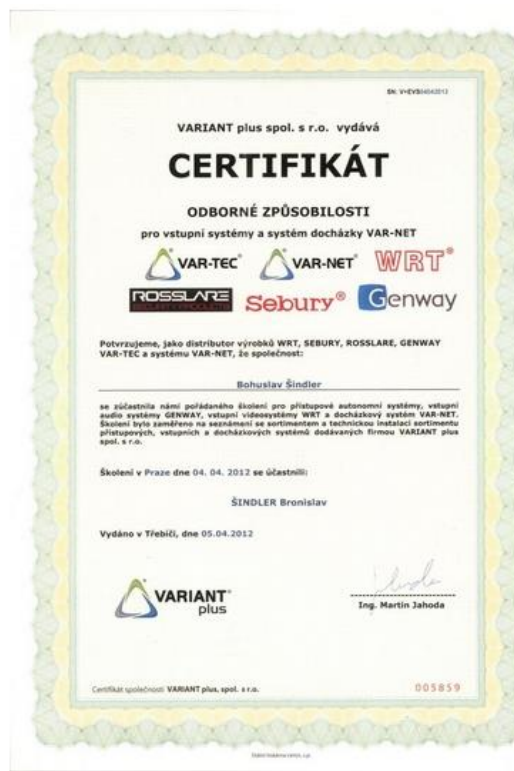 SN: V+EVS04042012
VARIANT plus spol. s r.o. vydává
CERTIFIKÁT
ODBORNÉ ZPŮSOBILOSTI
pro vstupní systémy a systém docházky VAR-NET
VAR-TEC® VAR-NET® WRT®
ROSSLARE SECURITY PRODUCTS Sebury® Genway
Potvrzujeme, jako distributor výrobků WRT, SEBURY, ROSSLARE, GENWAY
VAR-TEC a systému VAR-NET, že společnost:
Bohuslav Šindler
se zúčastnila námi pořádaného školení pro přístupové autonomní systémy, vstupní
audio systémy GENWAY, vstupní videosystémy WRT a docházkový systém VAR-NET.
Školení bylo zaměřeno na seznámení se sortimentem a technickou instalací sortimentu
přístupových, vstupních a docházkových systémů dodávaných firmou VARIANT plus
spol. s r.o.
Školení v Praze dne 04. 04. 2012 se účastnili:
ŠINDLER Bronislav
Vydáno v Třebíči, dne 05.04.2012
VARIANT®
plus
Ing. Martin Jahoda
Certifikát společnosti VARIANT plus, spol. s r.o.
005859